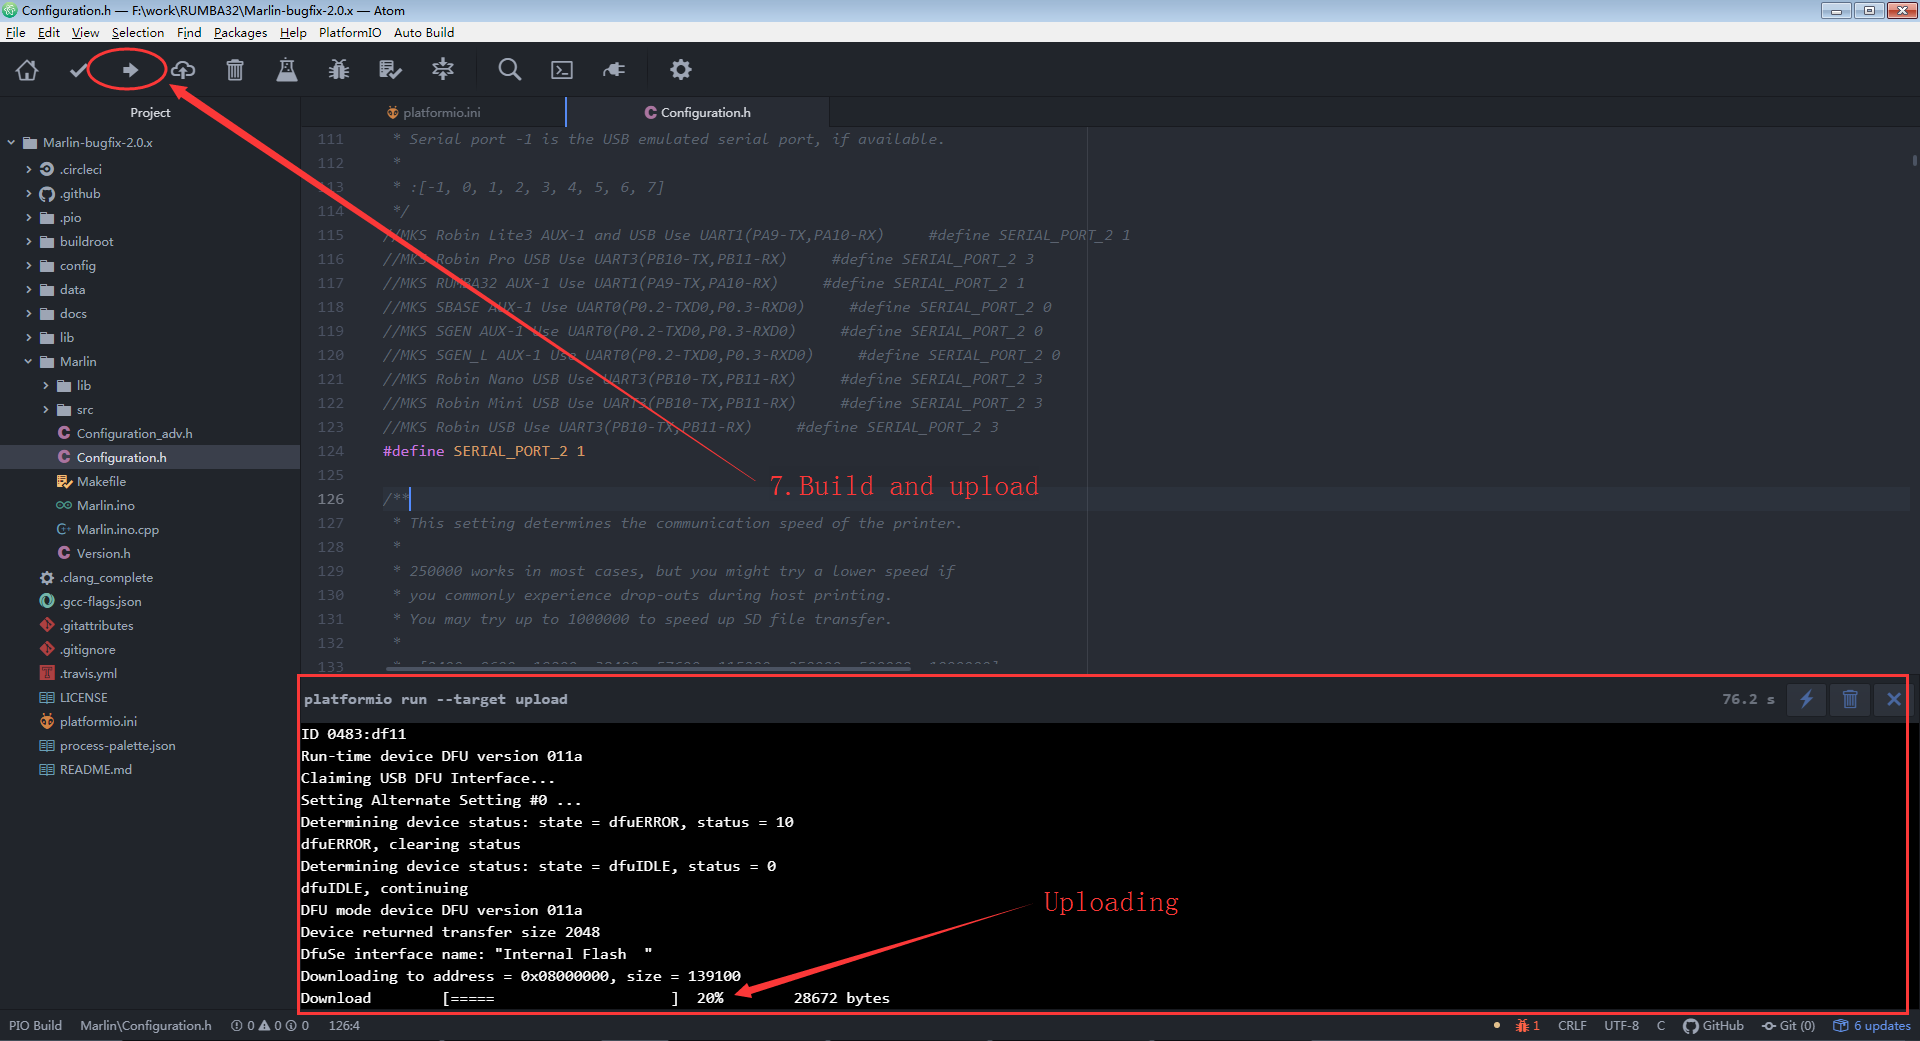 Configuration.h — F:\work\RUMBA32\Marlin-bugfix-2.0.x — Atom
File Edit View Selection Find Packages Help PlatformIO Auto Build
Project
Marlin-bugfix-2.0.x
.circleci
.github
.pio
buildroot
config
data
docs
lib
Marlin
lib
src
Configuration_adv.h
Configuration.h
Makefile
Marlin.ino
Marlin.ino.cpp
Version.h
.clang_complete
.gcc-flags.json
.gitattributes
.gitignore
.travis.yml
LICENSE
platformio.ini
process-palette.json
README.md
platformio.ini Configuration.h
111 * Serial port -1 is the USB emulated serial port, if available.
112 *
113 * :[-1, 0, 1, 2, 3, 4, 5, 6, 7]
114 */
115 //MKS Robin Lite3 AUX-1 and USB Use UART1(PA9-TX,PA10-RX) #define SERIAL_PORT_2 1
116 //MKS Robin Pro USB Use UART3(PB10-TX,PB11-RX) #define SERIAL_PORT_2 3
117 //MKS RUMBA32 AUX-1 Use UART1(PA9-TX,PA10-RX) #define SERIAL_PORT_2 1
118 //MKS SBASE AUX-1 Use UART0(P0.2-TXD0,P0.3-RXD0) #define SERIAL_PORT_2 0
119 //MKS SGEN AUX-1 Use UART0(P0.2-TXD0,P0.3-RXD0) #define SERIAL_PORT_2 0
120 //MKS SGEN_L AUX-1 Use UART0(P0.2-TXD0,P0.3-RXD0) #define SERIAL_PORT_2 0
121 //MKS Robin Nano USB Use UART3(PB10-TX,PB11-RX) #define SERIAL_PORT_2 3
122 //MKS Robin Mini USB Use UART3(PB10-TX,PB11-RX) #define SERIAL_PORT_2 3
123 //MKS Robin USB Use UART3(PB10-TX,PB11-RX) #define SERIAL_PORT_2 3
124 #define SERIAL_PORT_2 1
125
7.Build and upload
126 /**
127 * This setting determines the communication speed of the printer.
128 *
129 * 250000 works in most cases, but you might try a lower speed if
130 * you commonly experience drop-outs during host printing.
131 * You may try up to 1000000 to speed up SD file transfer.
132 *
133
platformio run --target upload 76.2 s
ID 0483:df11
Run-time device DFU version 011a
Claiming USB DFU Interface...
Setting Alternate Setting #0 ...
Determining device status: state = dfuERROR, status = 10
dfuERROR, clearing status
Determining device status: state = dfuIDLE, status = 0
dfuIDLE, continuing
DFU mode device DFU version 011a
Uploading
Device returned transfer size 2048
DfuSe interface name: "Internal Flash  "
Downloading to address = 0x08000000, size = 139100
Download [===== ] 20% 28672 bytes
PIO Build Marlin\Configuration.h 0 0 0 126:4 1 CRLF UTF-8 C GitHub Git (0) 6 updates